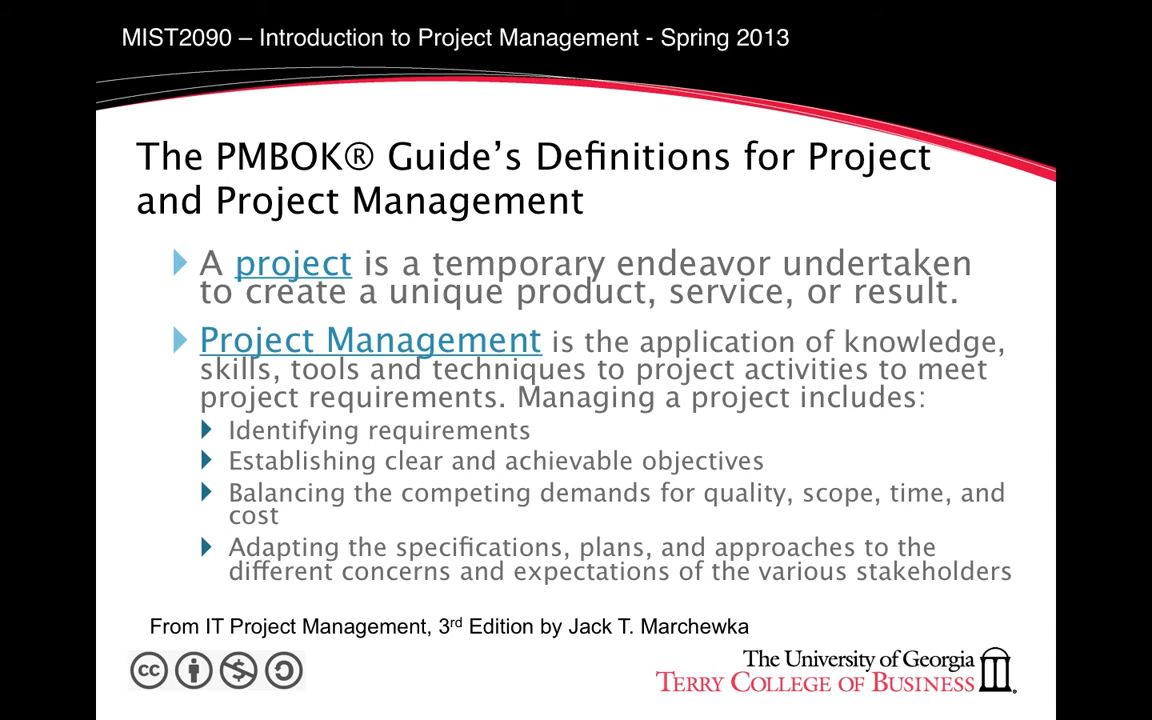 MIST2090 – Introduction to Project Management - Spring 2013
The PMBOK® Guide’s Definitions for Project
and Project Management
A project is a temporary endeavor undertaken
to create a unique product, service, or result.
Project Management is the application of knowledge,
skills, tools and techniques to project activities to meet
project requirements. Managing a project includes:
Identifying requirements
Establishing clear and achievable objectives
Balancing the competing demands for quality, scope, time, and
cost
Adapting the specifications, plans, and approaches to the
different concerns and expectations of the various stakeholders
From IT Project Management, 3rd Edition by Jack T. Marchewka
cc
The University of Georgia
TERRY COLLEGE OF BUSINESS